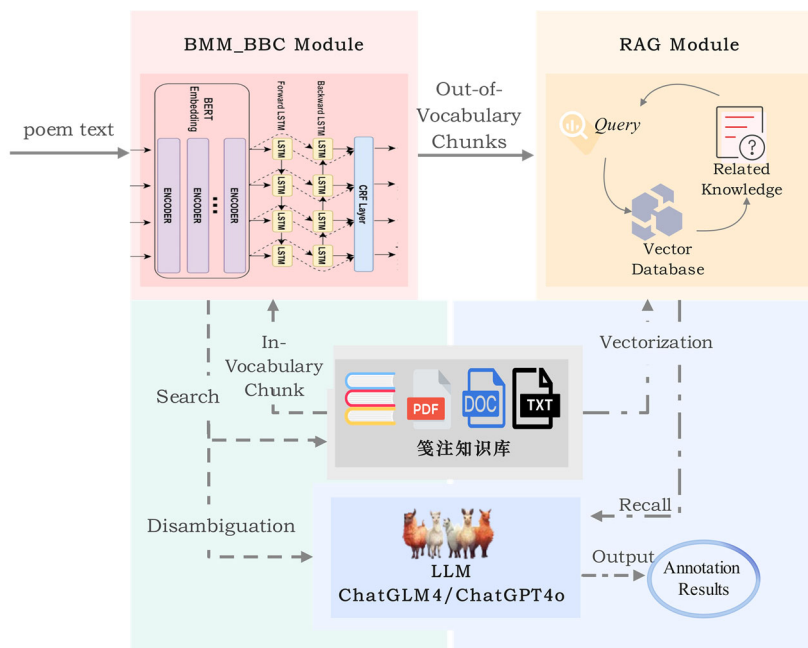 BMM_BBC Module
RAG Module
poem text
BERT
Embedding
ENCODER
ENCODER
...
ENCODER
Forward LSTM
Backward LSTM
LSTM
LSTM
LSTM
LSTM
LSTM
LSTM
LSTM
LSTM
CRF Layer
Out-of-
Vocabulary
Chunks
Query
?
Related
Knowledge
Vector
Database
Search
In-
Vocabulary
Chunk
Vectorization
PDF
DOC
TXT
笺注知识库
Disambiguation
Recall
LLM
ChatGLM4/ChatGPT4o
Output
Annotation
Results